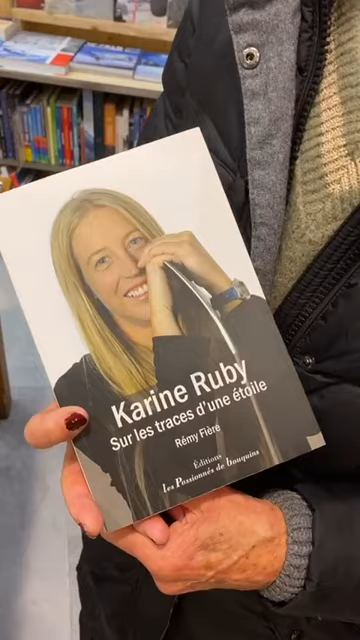 Karine Ruby
Sur les traces d'une étoile
Rémy Fière
Éditions
les Passionnés de bouquins